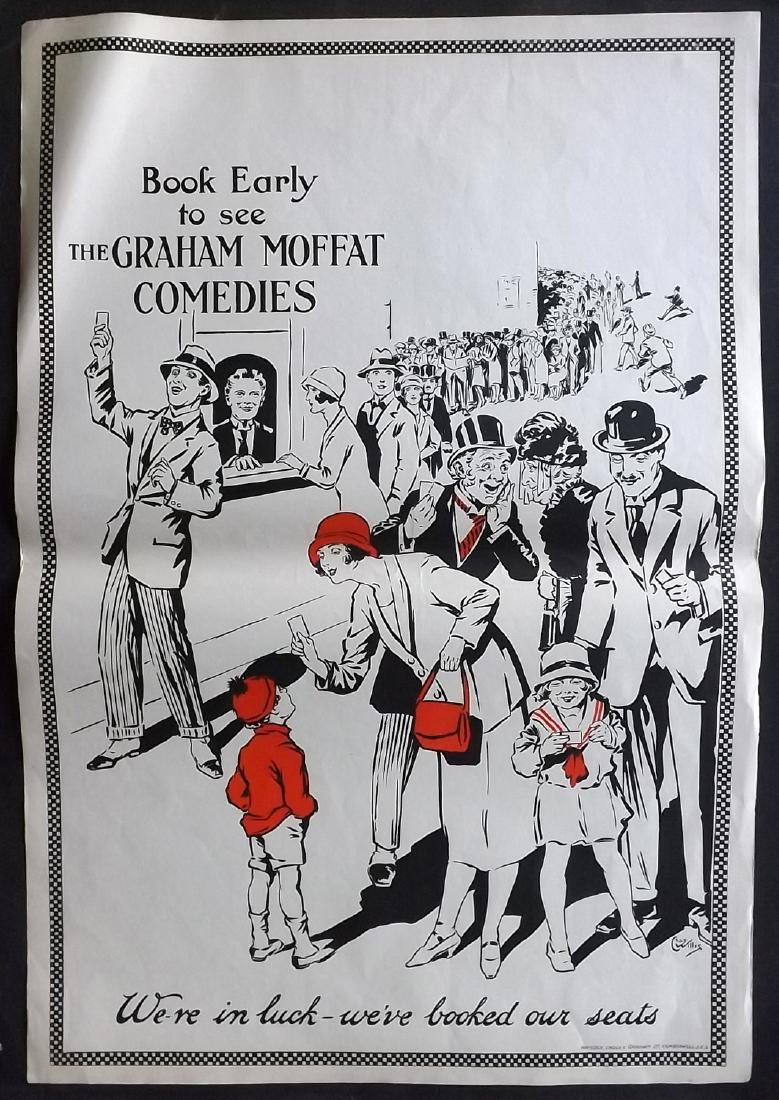 Book Early
to see
THE GRAHAM MOFFAT
COMEDIES
We-re in luck - we've booked our seats